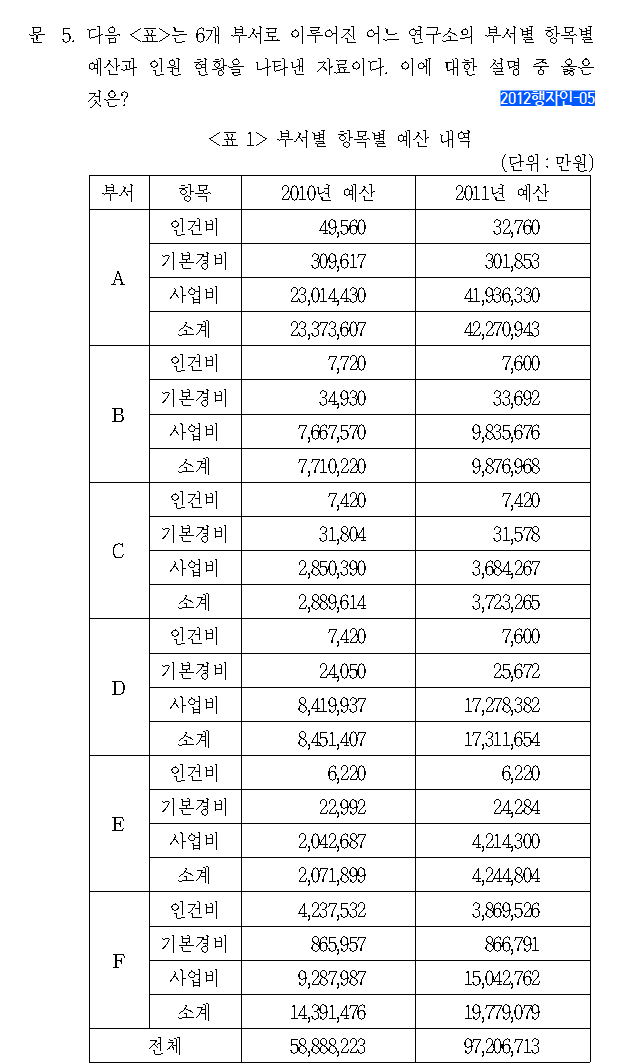 문 5. 다음 <표>는 6개 부서로 이루어진 어느 연구소의 부서별 항목별
예산과 인원 현황을 나타낸 자료이다. 이에 대한 설명 중 옳은
것은? 2012행자인-05
<표 1> 부서별 항목별 예산 내역
(단위 : 만원)
부서 항목 2010년 예산 2011년 예산
A
인건비 49,560 32,760
기본경비 309,617 301,853
사업비 23,014,430 41,936,330
소계 23,373,607 42,270,943
B
인건비 7,720 7,600
기본경비 34,930 33,692
사업비 7,667,570 9,835,676
소계 7,710,220 9,876,968
C
인건비 7,420 7,420
기본경비 31,804 31,578
사업비 2,850,390 3,684,267
소계 2,889,614 3,723,265
D
인건비 7,420 7,600
기본경비 24,050 25,672
사업비 8,419,937 17,278,382
소계 8,451,407 17,311,654
E
인건비 6,220 6,220
기본경비 22,992 24,284
사업비 2,042,687 4,214,300
소계 2,071,899 4,244,804
F
인건비 4,237,532 3,869,526
기본경비 865,957 866,791
사업비 9,287,987 15,042,762
소계 14,391,476 19,779,079
전체 58,888,223 97,206,713